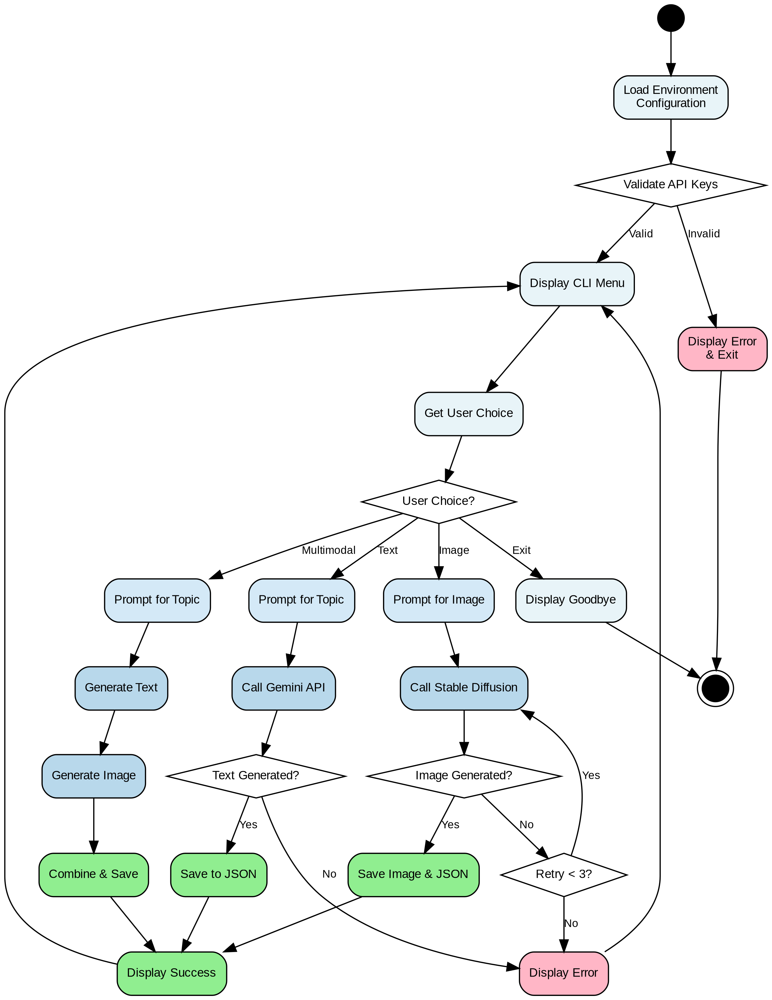 Load Environment
Configuration
Validate API Keys
Valid
Invalid
Display CLI Menu
Display Error
& Exit
Get User Choice
User Choice?
Multimodal
Text
Image
Exit
Prompt for Topic
Prompt for Topic
Prompt for Image
Display Goodbye
Generate Text
Call Gemini API
Call Stable Diffusion
Generate Image
Text Generated?
Image Generated?
Yes
Yes
Yes
No
Combine & Save
Save to JSON
No
Save Image & JSON
Retry < 3?
No
Display Success
Display Error